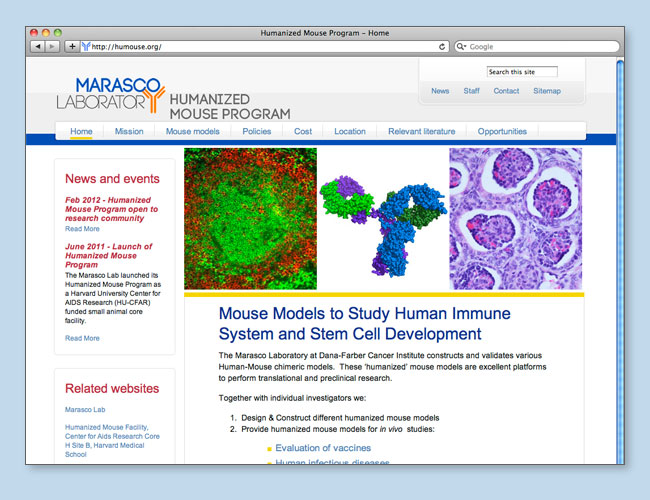 Humanized Mouse Program - Home
http://humouse.org/
Google
Search this site
News Staff Contact Sitemap
MARASCO
LABORATORY
HUMANIZED
MOUSE PROGRAM
Home Mission Mouse models Policies Cost Location Relevant literature Opportunities
News and events
Feb 2012 - Humanized
Mouse Program open to
research community
Read More
June 2011 - Launch of
Humanized Mouse
Program
The Marasco Lab launched its
Humanized Mouse Program as
a Harvard University Center for
AIDS Research (HU-CFAR)
funded small animal core
facility.
Read More
Related websites
Marasco Lab
Humanized Mouse Facility,
Center for Aids Research Core
H Site B, Harvard Medical
School
Mouse Models to Study Human Immune
System and Stem Cell Development
The Marasco Laboratory at Dana-Farber Cancer Institute constructs and validates various
Human-Mouse chimeric models. These 'humanized' mouse models are excellent platforms
to perform translational and preclinical research.
Together with individual investigators we:
1. Design & Construct different humanized mouse models
2. Provide humanized mouse models for in vivo studies:
Evaluation of vaccines
Human infectious diseases